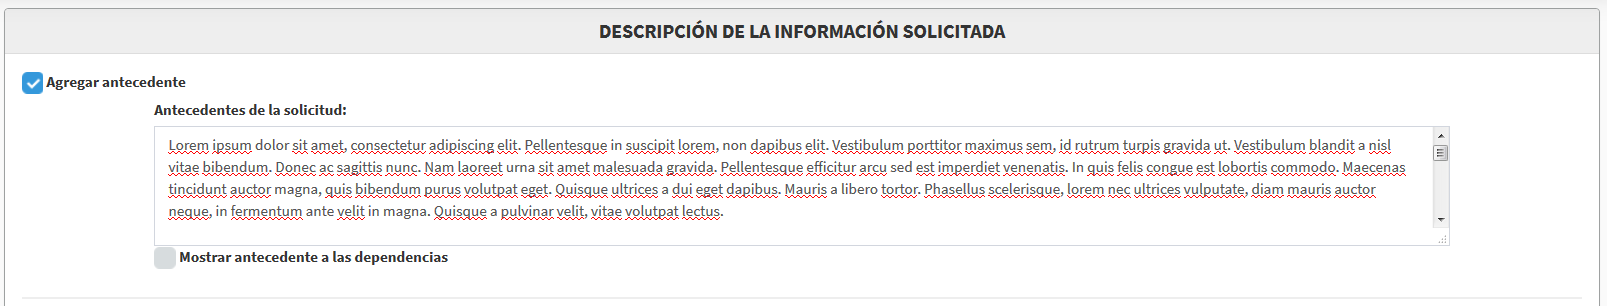 DESCRIPCIÓN DE LA INFORMACIÓN SOLICITADA
Agregar antecedente
Antecedentes de la solicitud:
Lorem ipsum dolor sit amet, consectetur adipiscing elit. Pellentesque in suscipit lorem, non dapibus elit. Vestibulum porttitor maximus sem, id rutrum turpis gravida ut. Vestibulum blandit a nisl
vitae bibendum. Donec ac sagittis nunc. Nam laoreet urna sit amet malesuada gravida. Pellentesque efficitur arcu sed est imperdiet venenatis. In quis felis congue est lobortis commodo. Maecenas
tincidunt auctor magna, quis bibendum purus volutpat eget. Quisque ultrices a dui eget dapibus. Mauris a libero tortor. Phasellus scelerisque, lorem nec ultrices vulputate, diam mauris auctor
neque, in fermentum ante velit in magna. Quisque a pulvinar velit, vitae volutpat lectus.
Mostrar antecedente a las dependencias